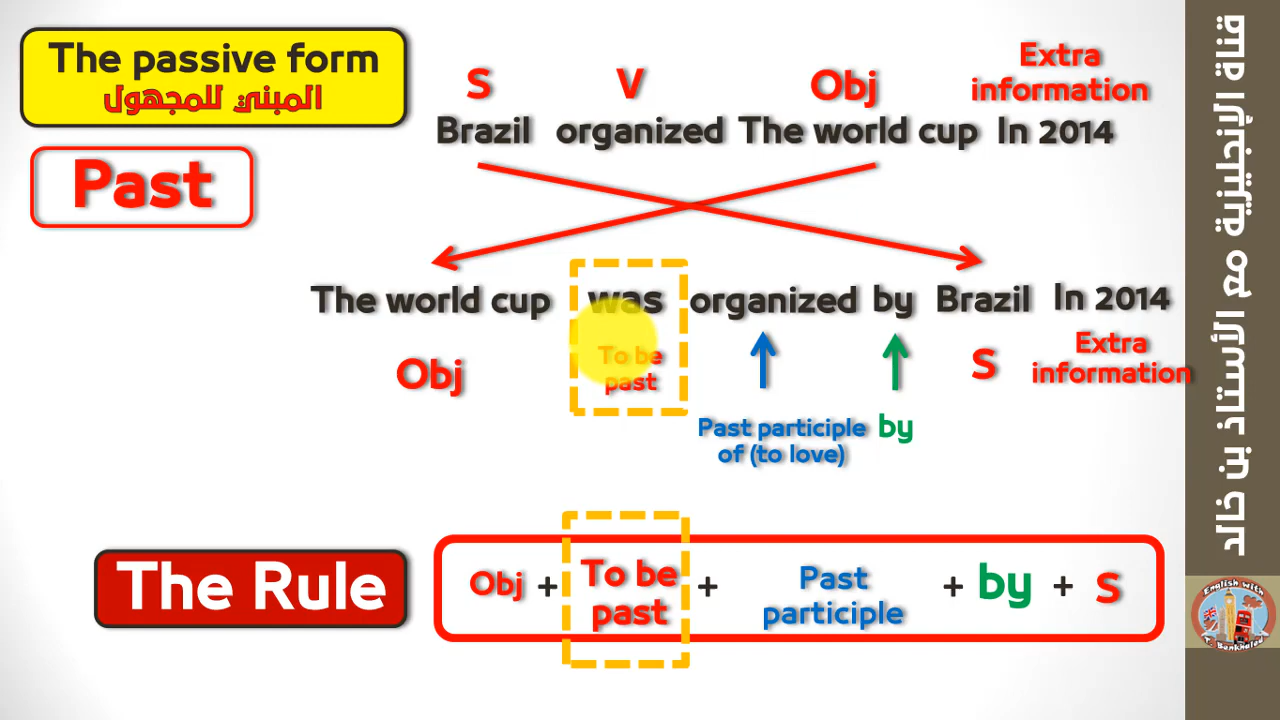 The passive form
المبني للمجهول
Past
S V Obj Extra information
Brazil organized The world cup In 2014
The world cup was organized by Brazil In 2014
Obj
To be
past
Past participle
of (to love)
by
S
Extra
information
The Rule
Obj + To be past + Past participle + by + S
قناة الإنجليزية مع الأستاذ بن خالد
English with
T. Benkhaled